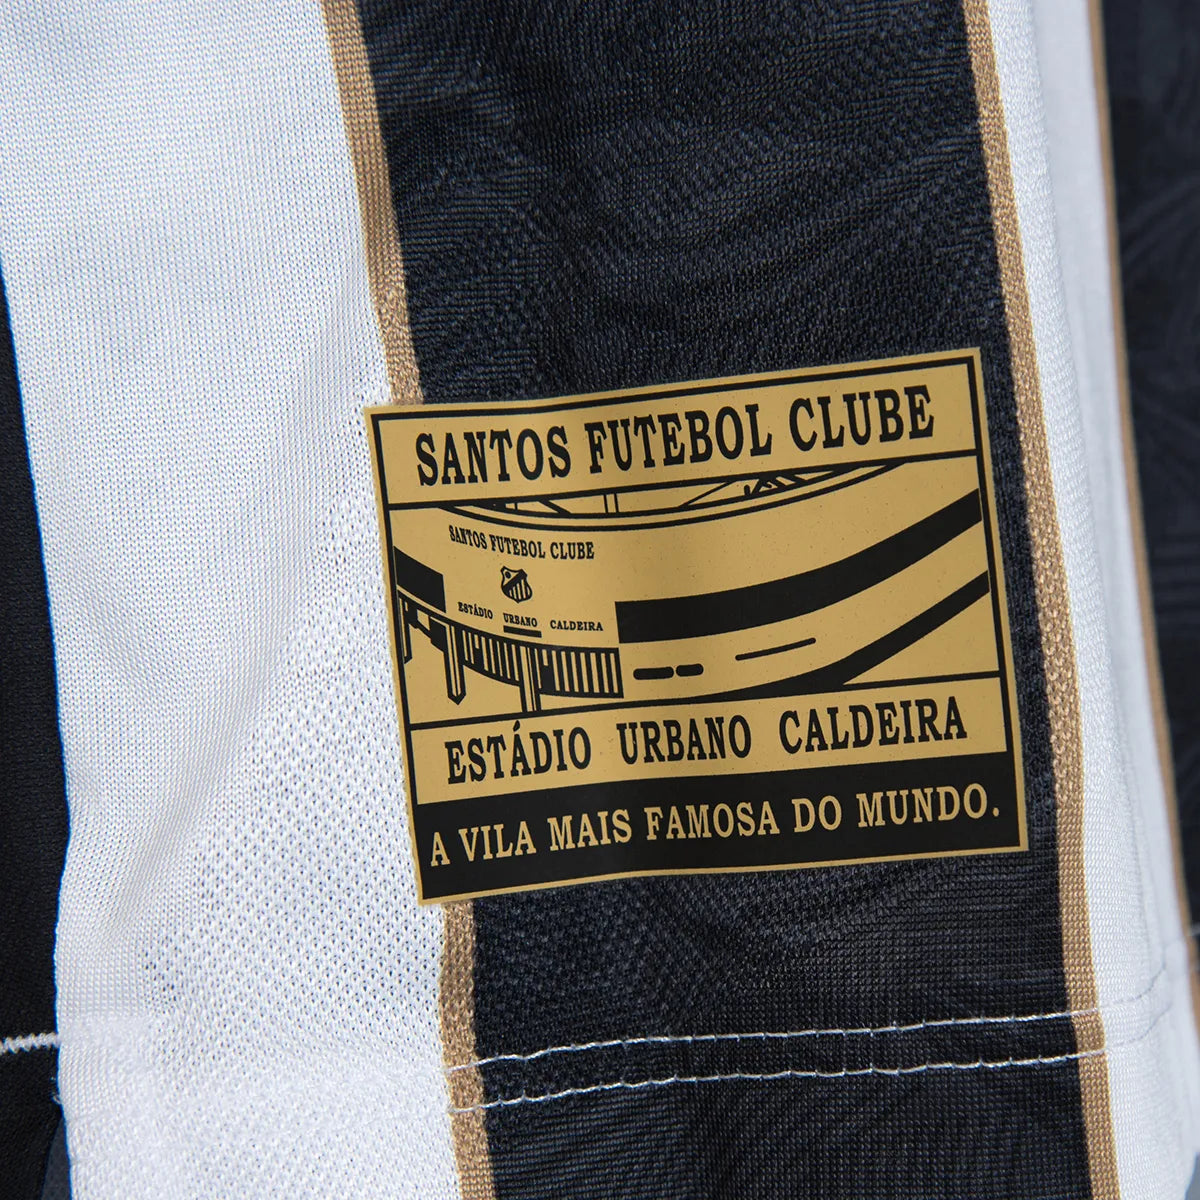 SANTOS FUTEBOL CLUBE
SANTOS FUTEBOL CLUBE
ESTÁDIO URBANO CALDEIRA
ESTÁDIO URBANO CALDEIRA
A VILA MAIS FAMOSA DO MUNDO.